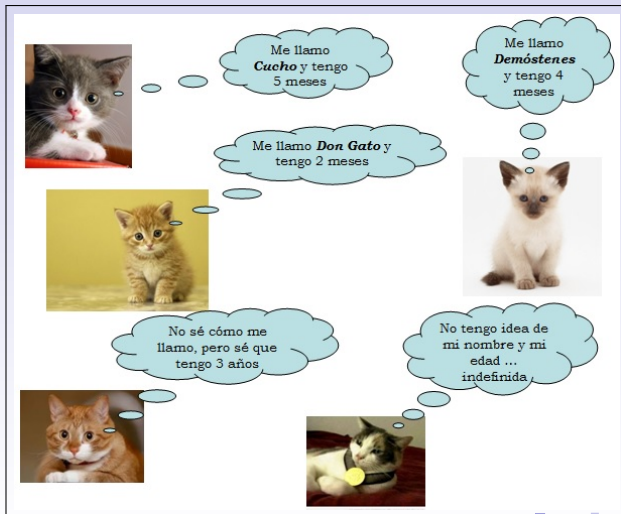 Me llamo
Cucho y tengo
5 meses
Me llamo
Demóstenes
y tengo 4
meses
Me llamo Don Gato y
tengo 2 meses
No sé cómo me
llamo, pero sé que
tengo 3 años
No tengo idea de
mi nombre y mi
edad ...
indefinida